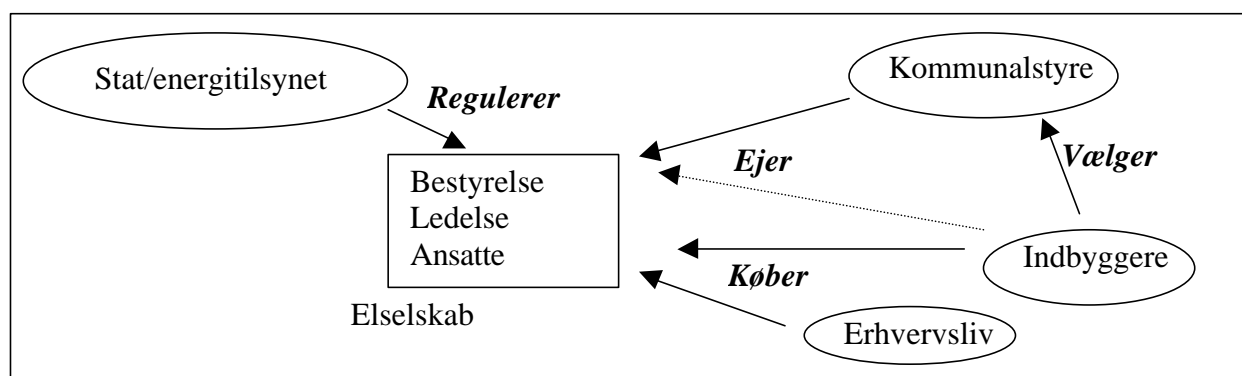 Stat/energitilsynet
Kommunalstyre
Regulerer
Ejer
Vælger
Bestyrelse
Ledelse
Ansatte
Indbyggere
Køber
Elselskab
Erhvervsliv